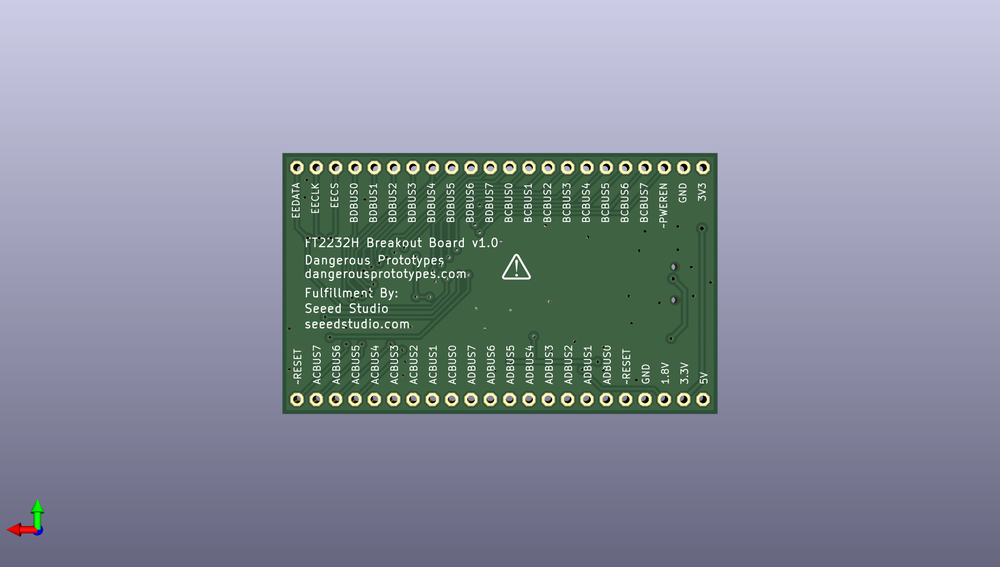 EEDATA
EECLK
EECS
BDBUS0
BDBUS1
BDBUS2
BDBUS3
BDBUS4
BDBUS5
BDBUS6
BDBUS7
BCBUS0
BCBUS1
BCBUS2
BCBUS3
BCBUS4
BCBUS5
BCBUS6
BCBUS7
~PWEREN
GND
3V3
FT2232H Breakout Board v1.0
Dangerous Prototypes
dangerousprototypes.com
Fulfillment By:
Seeed Studio
seeedstudio.com
~RESET
ACBUS7
ACBUS6
ACBUS5
ACBUS4
ACBUS3
ACBUS2
ACBUS1
ACBUS0
ADBUS7
ADBUS6
ADBUS5
ADBUS4
ADBUS3
ADBUS2
ADBUS1
ADBUS0
~RESET
GND
1.8V
3.3V
5V